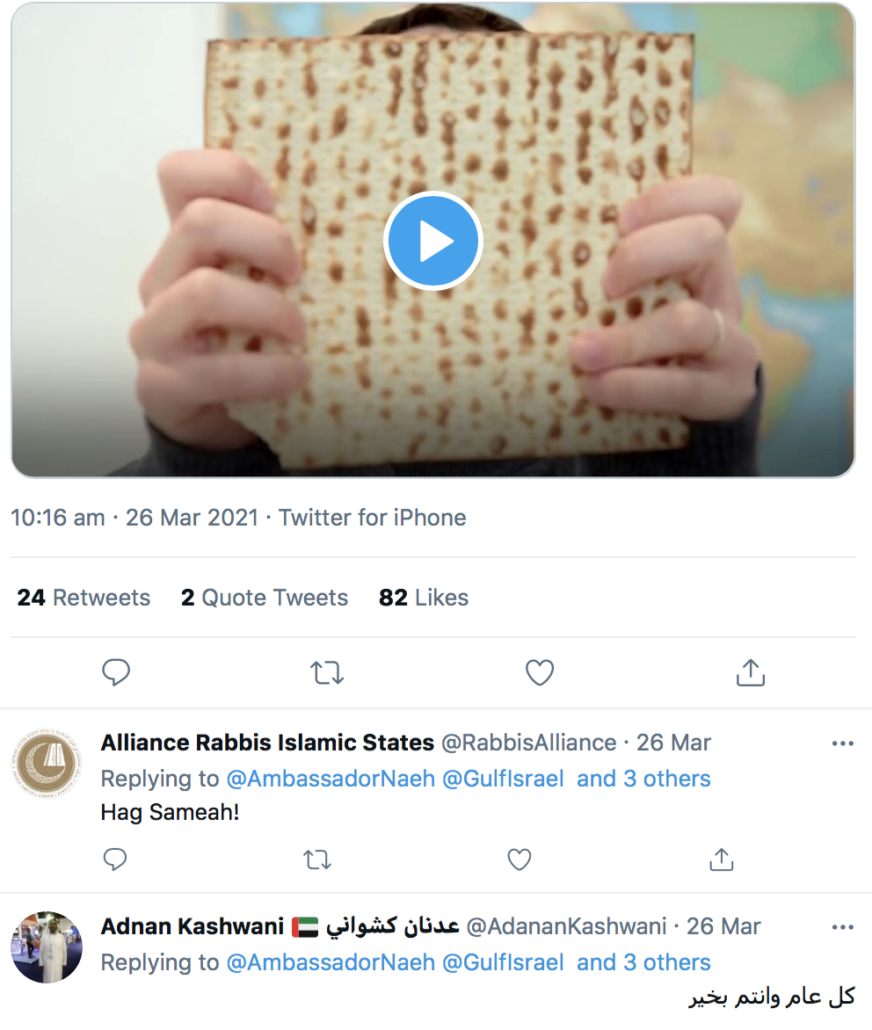 10:16 am · 26 Mar 2021 · Twitter for iPhone
24 Retweets 2 Quote Tweets 82 Likes
Alliance Rabbis Islamic States @RabbisAlliance · 26 Mar
Replying to @AmbassadorNaeh @GulfIsrael and 3 others
Hag Sameah!
Adnan Kashwani 🇦🇪 عدنان كشواني @AdananKashwani · 26 Mar
Replying to @AmbassadorNaeh @GulfIsrael and 3 others
كل عام وانتم بخير